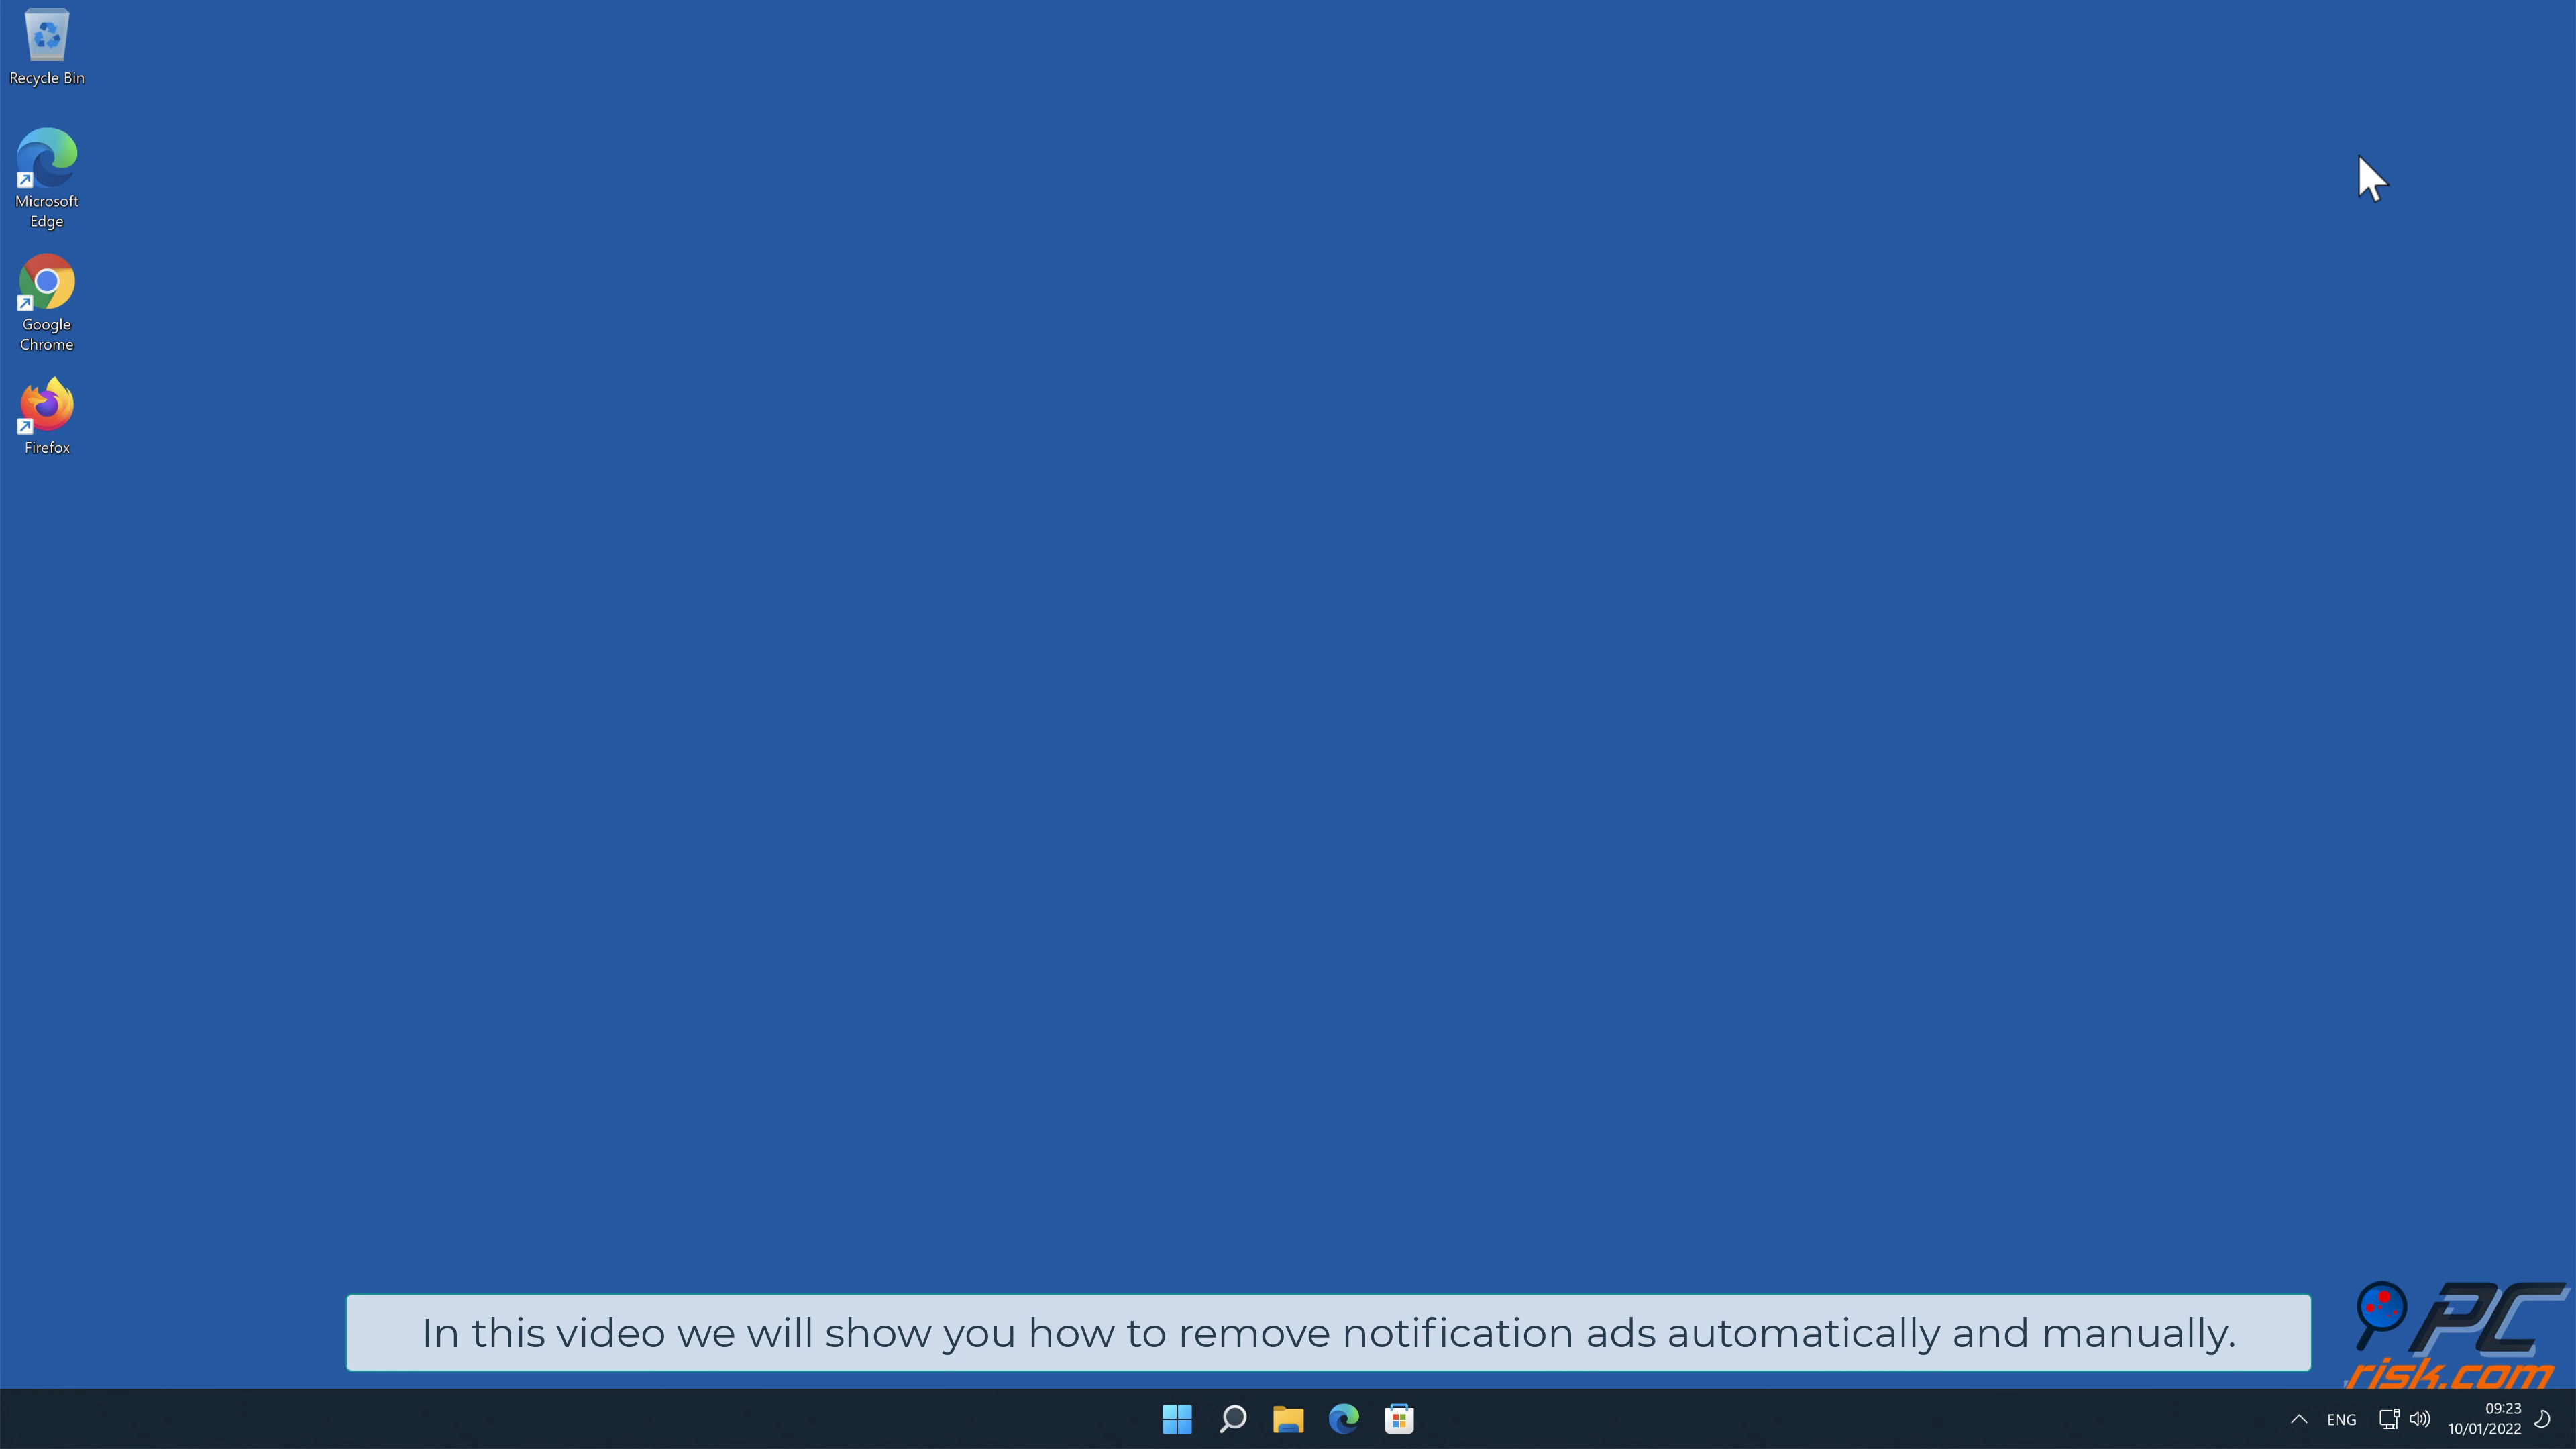 Recycle Bin
Microsoft
Edge
Google
Chrome
Firefox
In this video we will show you how to remove notification ads automatically and manually.
PC
risk.com
ENG
09:23
10/01/2022